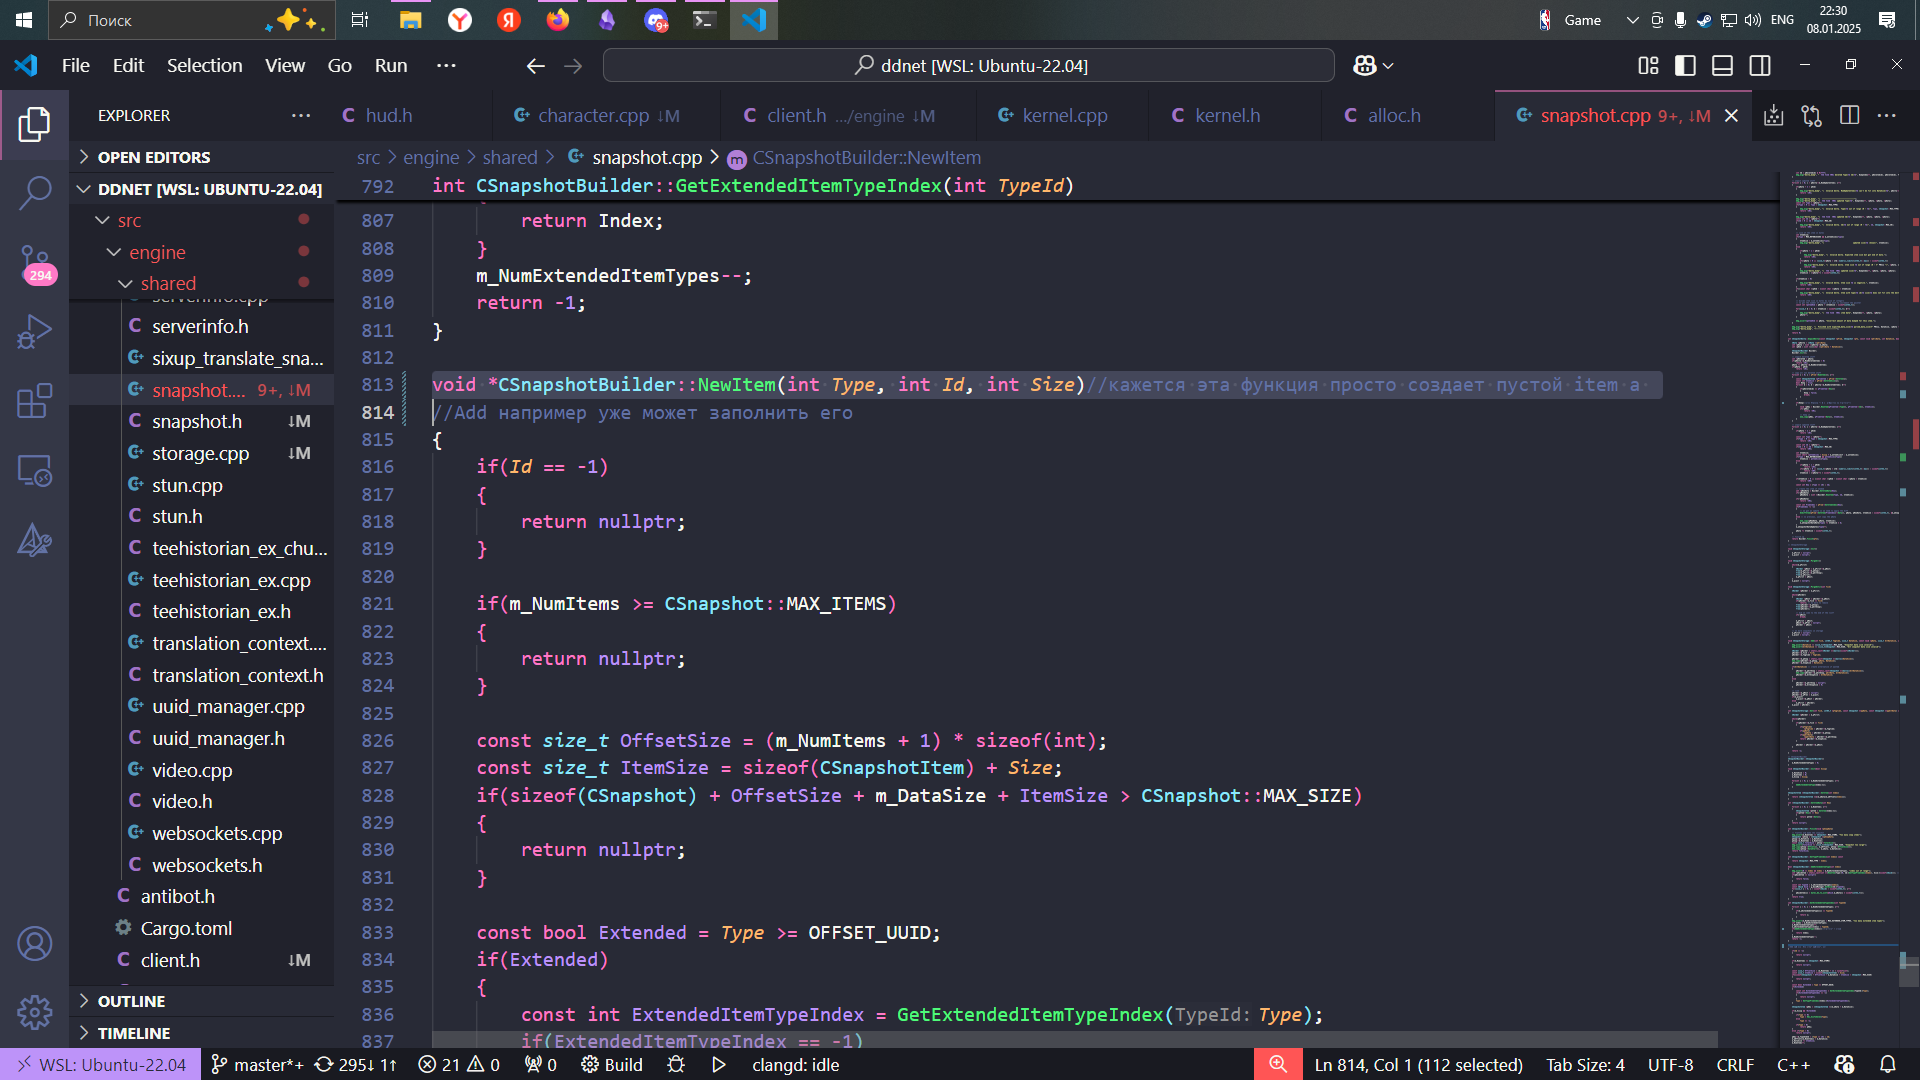 Поиск
9+
Game
ENG
22:30
08.01.2025
File Edit Selection View Go Run ···
ddnet [WSL: Ubuntu-22.04]
EXPLORER
hud.h
character.cpp ↓M
client.h .../engine ↓M
kernel.cpp
kernel.h
alloc.h
snapshot.cpp 9+, ↓M
src > engine > shared > snapshot.cpp > CSnapshotBuilder::NewItem
OPEN EDITORS
DDNET [WSL: UBUNTU-22.04]
src
engine
shared
serverinfo.cpp
serverinfo.h
sixup_translate_sna...
snapshot.... 9+, ↓M
snapshot.h ↓M
storage.cpp ↓M
stun.cpp
stun.h
teehistorian_ex_chu...
teehistorian_ex.cpp
teehistorian_ex.h
translation_context....
translation_context.h
uuid_manager.cpp
uuid_manager.h
video.cpp
video.h
websockets.cpp
websockets.h
antibot.h
Cargo.toml
client.h ↓M
OUTLINE
TIMELINE
294
792 int CSnapshotBuilder::GetExtendedItemTypeIndex(int TypeId)
807 return Index;
808 }
809 m_NumExtendedItemTypes--;
810 return -1;
811 }
812
813 void *CSnapshotBuilder::NewItem(int Type, int Id, int Size)//кажется эта функция просто создает пустой item а
814 //Add например уже может заполнить его
815 {
816 if(Id == -1)
817 {
818 return nullptr;
819 }
820
821 if(m_NumItems >= CSnapshot::MAX_ITEMS)
822 {
823 return nullptr;
824 }
825
826 const size_t OffsetSize = (m_NumItems + 1) * sizeof(int);
827 const size_t ItemSize = sizeof(CSnapshotItem) + Size;
828 if(sizeof(CSnapshot) + OffsetSize + m_DataSize + ItemSize > CSnapshot::MAX_SIZE)
829 {
830 return nullptr;
831 }
832
833 const bool Extended = Type >= OFFSET_UUID;
834 if(Extended)
835 {
836 const int ExtendedItemTypeIndex = GetExtendedItemTypeIndex(TypeId: Type);
837 if(ExtendedItemTypeIndex == -1)
WSL: Ubuntu-22.04 master*+ 295↓ 1↑ 21 0 0 Build clangd: idle Ln 814, Col 1 (112 selected) Tab Size: 4 UTF-8 CRLF C++